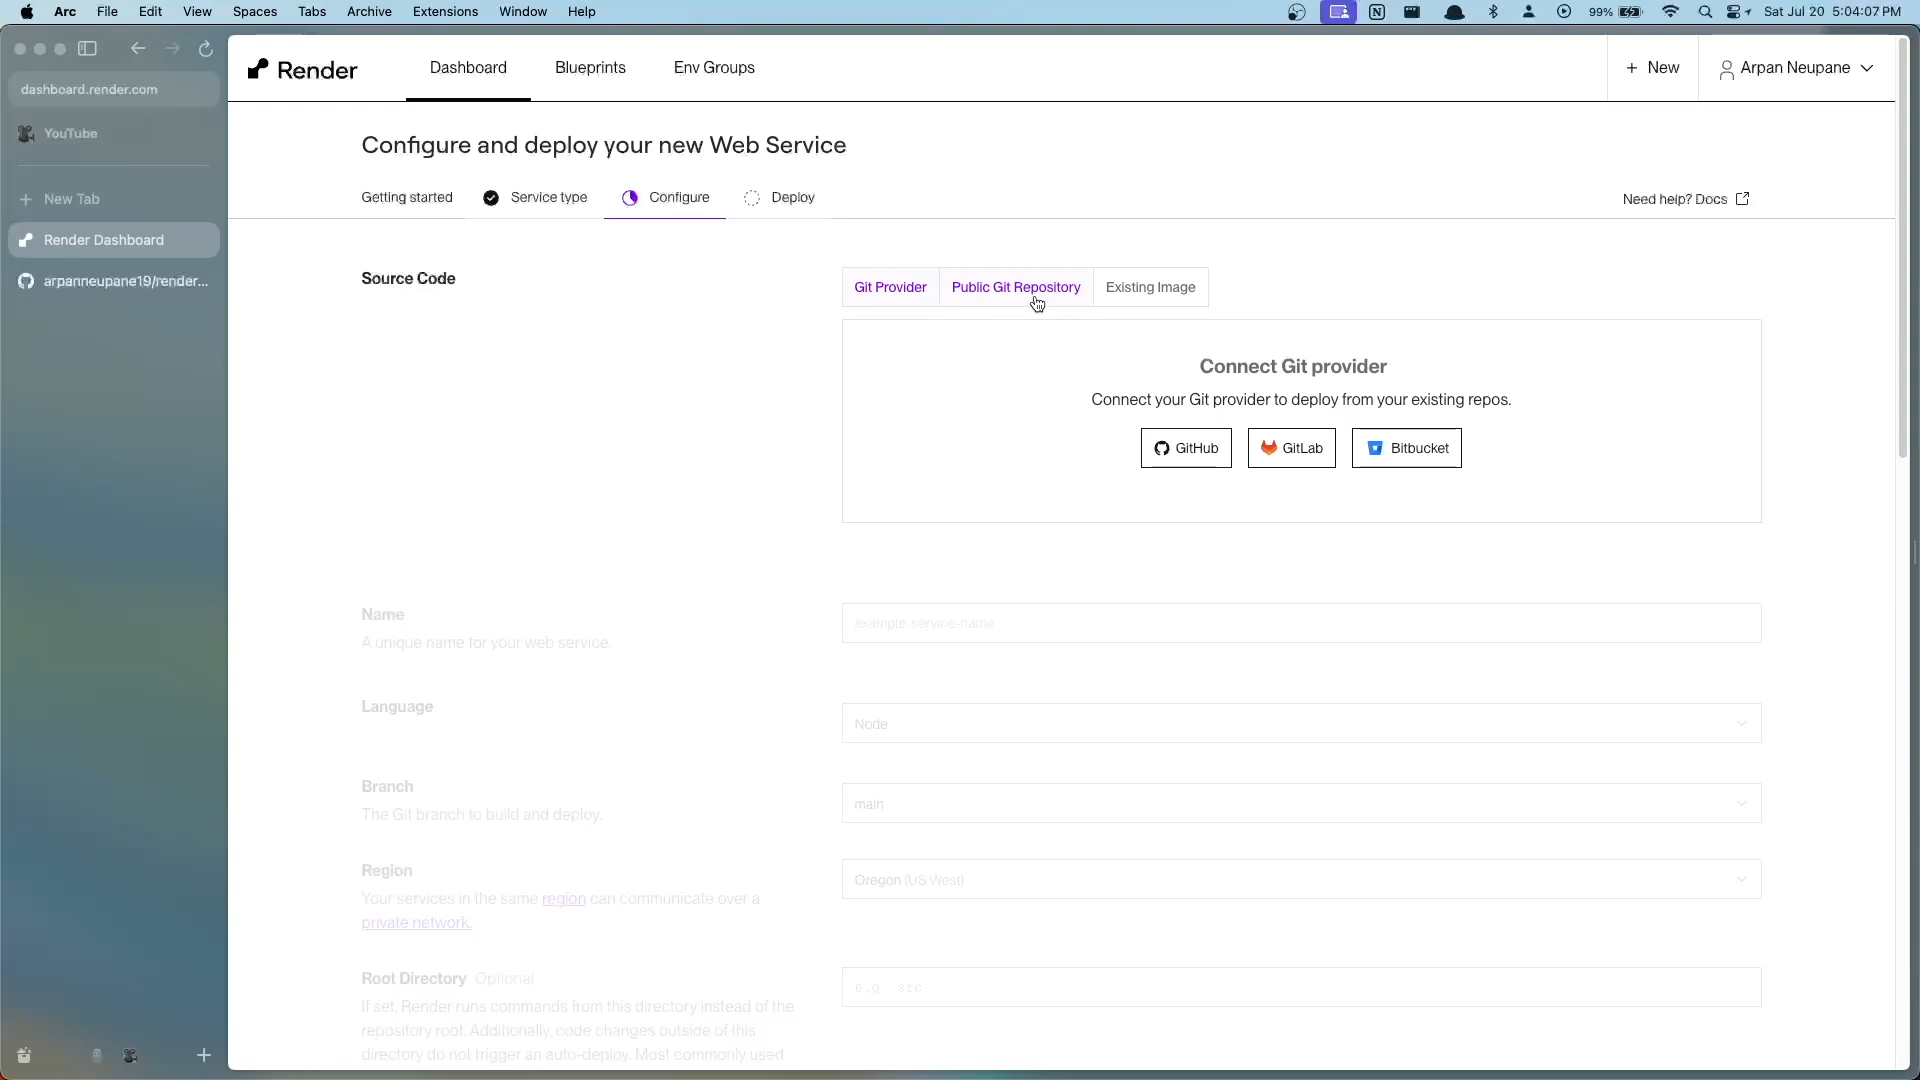 Arc File Edit View Spaces Tabs Archive Extensions Window Help 99% Sat Jul 20 5:04:07 PM
dashboard.render.com
YouTube
New Tab
Render Dashboard
arpanneupane19/render...
Render Dashboard Blueprints Env Groups + New Arpan Neupane
Configure and deploy your new Web Service
Getting started Service type Configure Deploy Need help? Docs
Source Code
Git Provider Public Git Repository Existing Image
Connect Git provider
Connect your Git provider to deploy from your existing repos.
GitHub GitLab Bitbucket
Name
A unique name for your web service.
example-service-name
Language
Node
Branch
The Git branch to build and deploy.
main
Region
Your services in the same region can communicate over a
private network.
Oregon (US West)
Root Directory Optional
If set, Render runs commands from this directory instead of the
repository root. Additionally, code changes outside of this
directory do not trigger an auto-deploy. Most commonly used
e.g. src